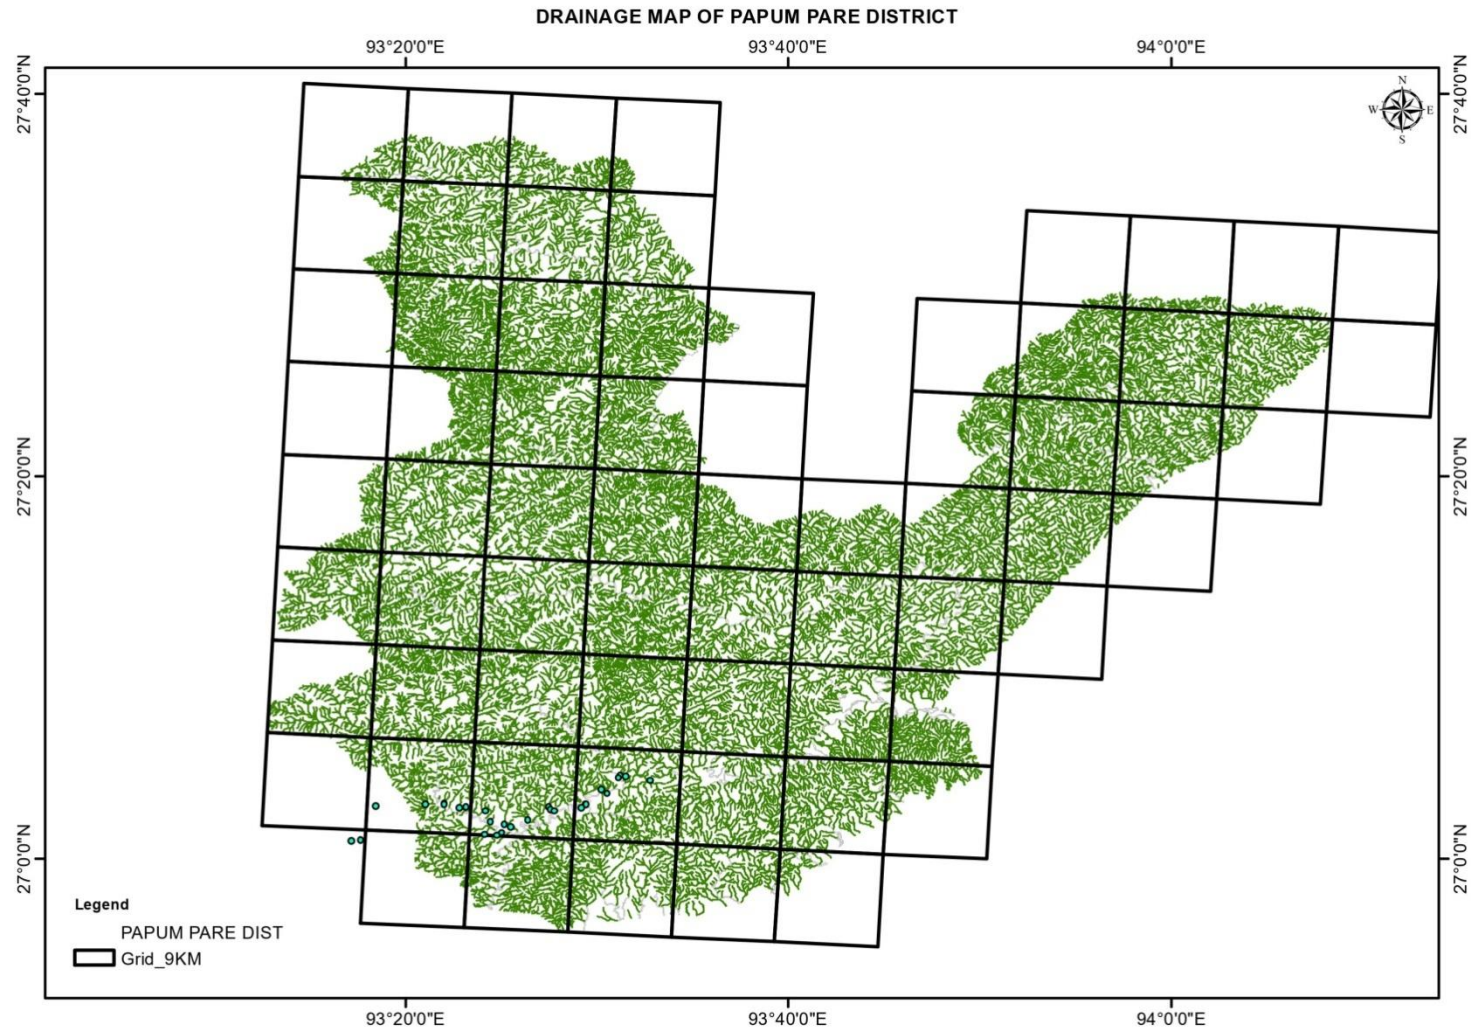 DRAINAGE MAP OF PAPUM PARE DISTRICT
93°20'0"E 93°40'0"E 94°0'0"E
27°40'0"N 27°40'0"N
N
W E
S
27°20'0"N 27°20'0"N
27°0'0"N 27°0'0"N
Legend
PAPUM PARE DIST
Grid_9KM
93°20'0"E 93°40'0"E 94°0'0"E